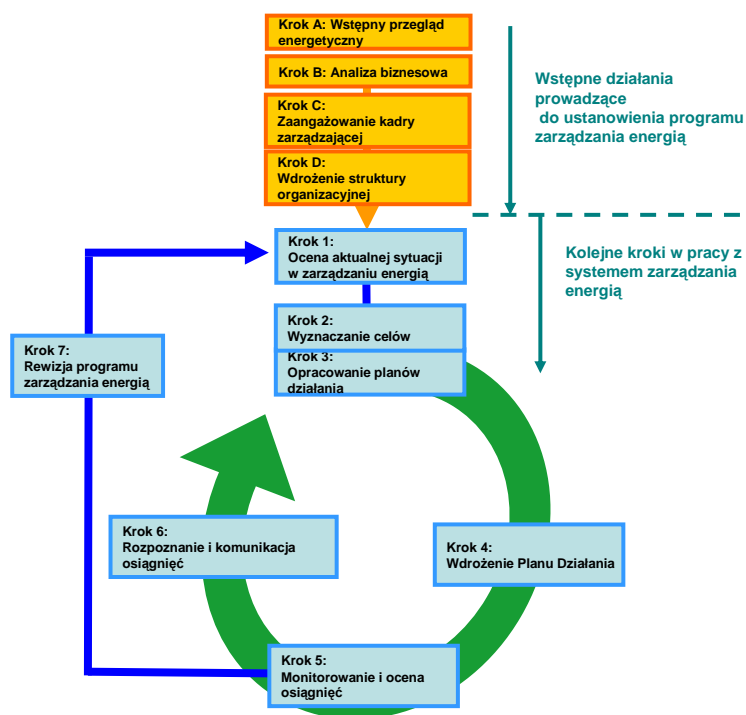 Krok A: Wstępny przegląd
energetyczny
Krok B: Analiza biznesowa
Krok C:
Zaangażowanie kadry
zarządzającej
Krok D:
Wdrożenie struktury
organizacyjnej
Wstępne działania
prowadzące
do ustanowienia programu
zarządzania energią
Krok 1:
Ocena aktualnej sytuacji
w zarządzaniu energią
Kolejne kroki w pracy z
systemem zarządzania
energią
Krok 2:
Wyznaczanie celów
Krok 3:
Opracowanie planów
działania
Krok 7:
Rewizja programu
zarządzania energią
Krok 6:
Rozpoznanie i komunikacja
osiągnięć
Krok 4:
Wdrożenie Planu Działania
Krok 5:
Monitorowanie i ocena
osiągnięć